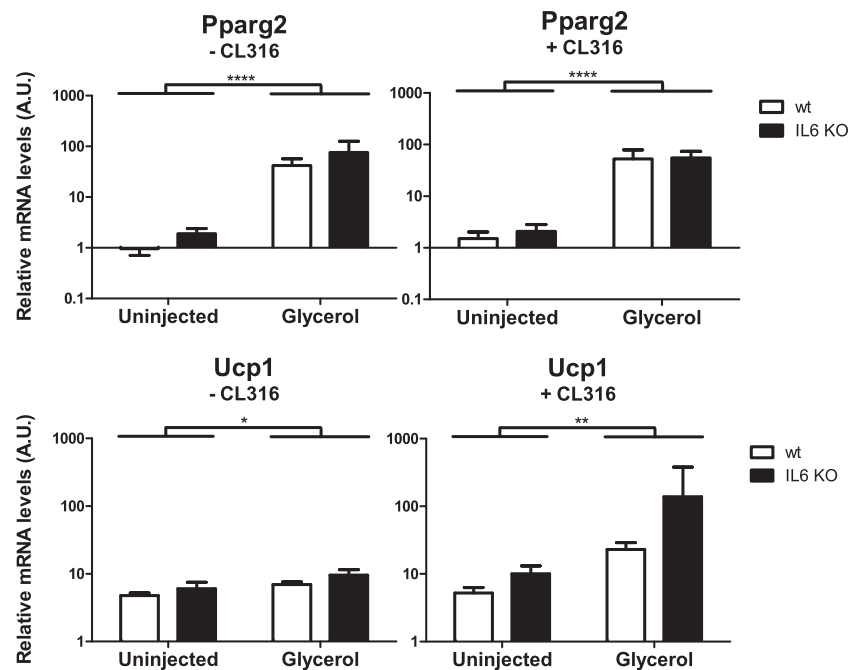 Pparg2
- CL316
Pparg2
+ CL316
Relative mRNA levels (A.U.)
****
****
1000
100
10
1
0.1
1000
100
10
1
0.1
wt
IL6 KO
Uninjected
Glycerol
Uninjected
Glycerol
Ucp1
- CL316
Ucp1
+ CL316
Relative mRNA levels (A.U.)
*
**
1000
100
10
1
1000
100
10
1
wt
IL6 KO
Uninjected
Glycerol
Uninjected
Glycerol